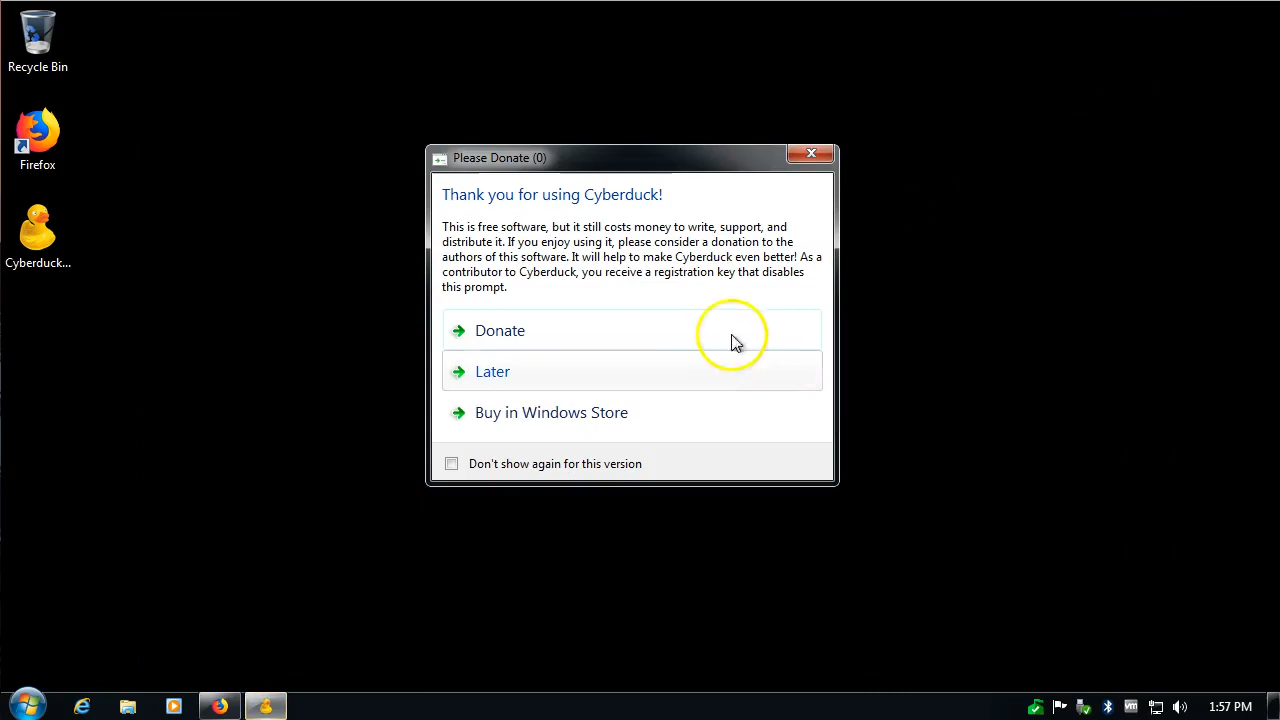 Recycle Bin
Firefox
Cyberduck...
Please Donate (0)
Thank you for using Cyberduck!
This is free software, but it still costs money to write, support, and
distribute it. If you enjoy using it, please consider a donation to the
authors of this software. It will help to make Cyberduck even better! As a
contributor to Cyberduck, you receive a registration key that disables
this prompt.
Donate
Later
Buy in Windows Store
Don't show again for this version
vm
1:57 PM